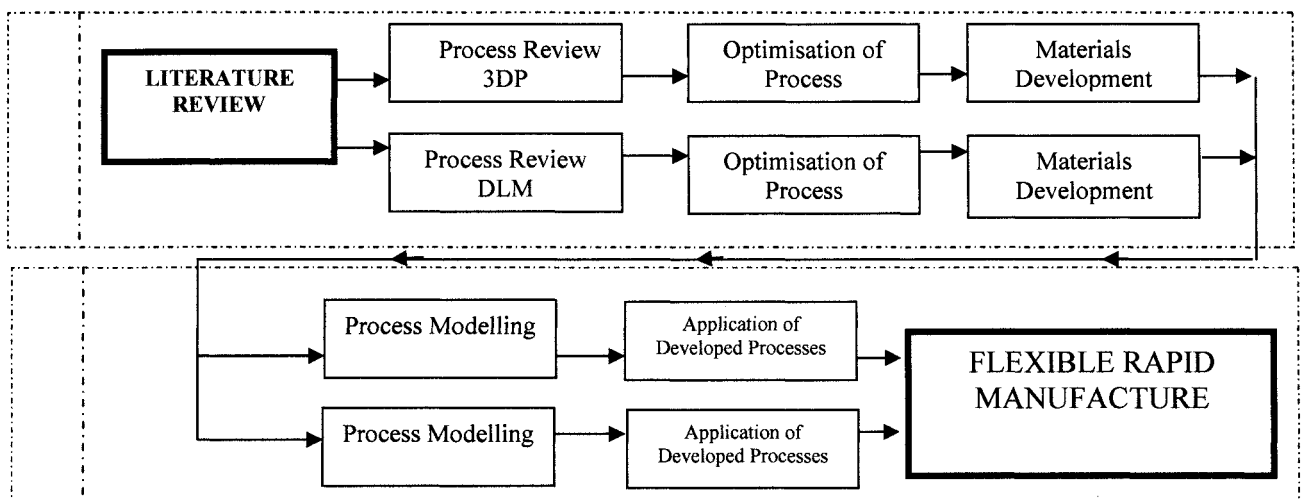 LITERATURE
REVIEW
Process Review
3DP
Optimisation of
Process
Materials
Development
Process Review
DLM
Optimisation of
Process
Materials
Development
Process Modelling
Application of
Developed Processes
Process Modelling
Application of
Developed Processes
FLEXIBLE RAPID
MANUFACTURE